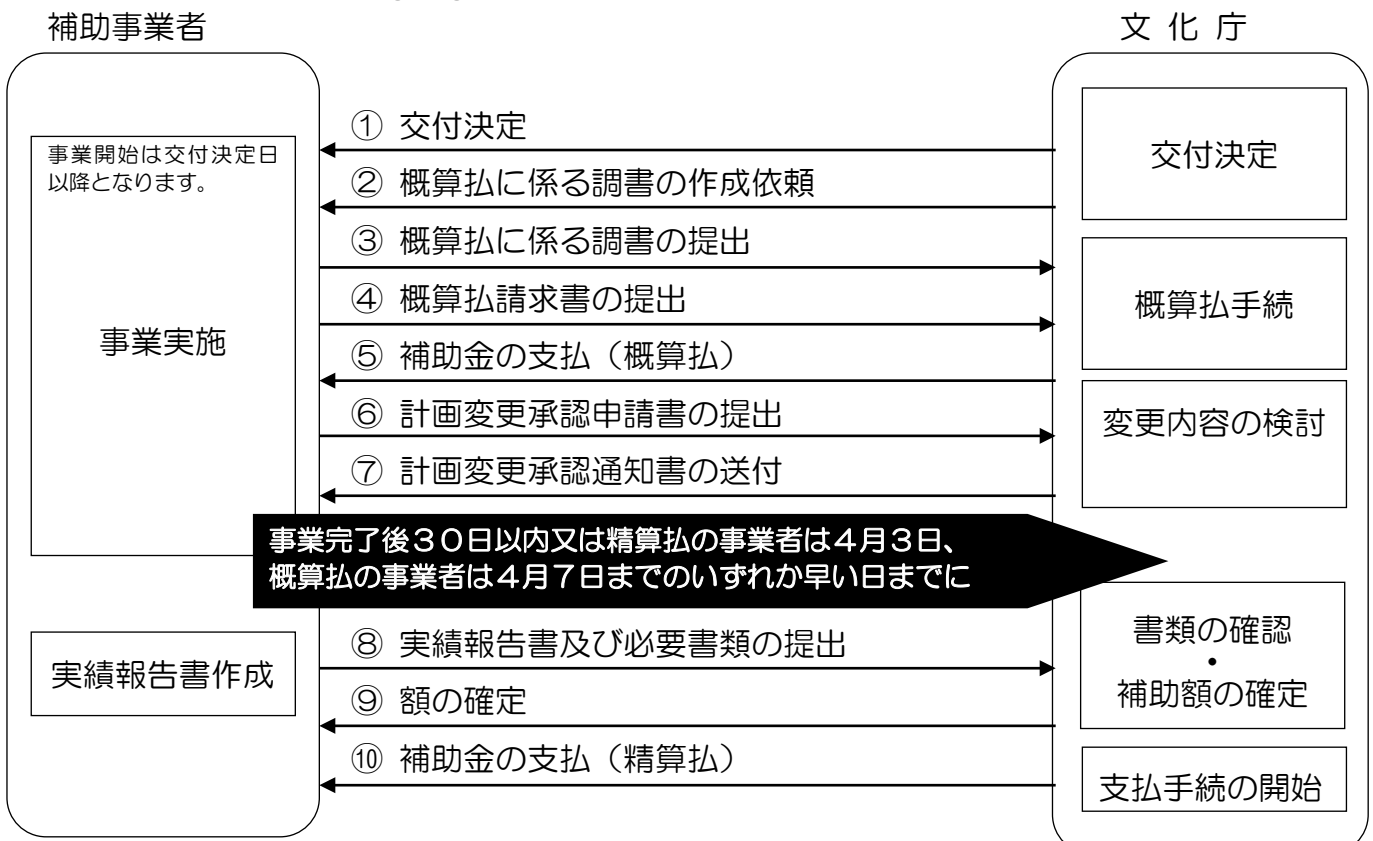 補助事業者
文 化 庁
① 交付決定
交付決定
事業開始は交付決定日
以降となります。
② 概算払に係る調書の作成依頼
③ 概算払に係る調書の提出
④ 概算払請求書の提出
概算払手続
事業実施
⑤ 補助金の支払（概算払）
⑥ 計画変更承認申請書の提出
変更内容の検討
⑦ 計画変更承認通知書の送付
事業完了後３０日以内又は精算払の事業者は４月３日、
概算払の事業者は４月７日までのいずれか早い日までに
⑧ 実績報告書及び必要書類の提出
書類の確認
・
補助額の確定
実績報告書作成
⑨ 額の確定
⑩ 補助金の支払（精算払）
支払手続の開始